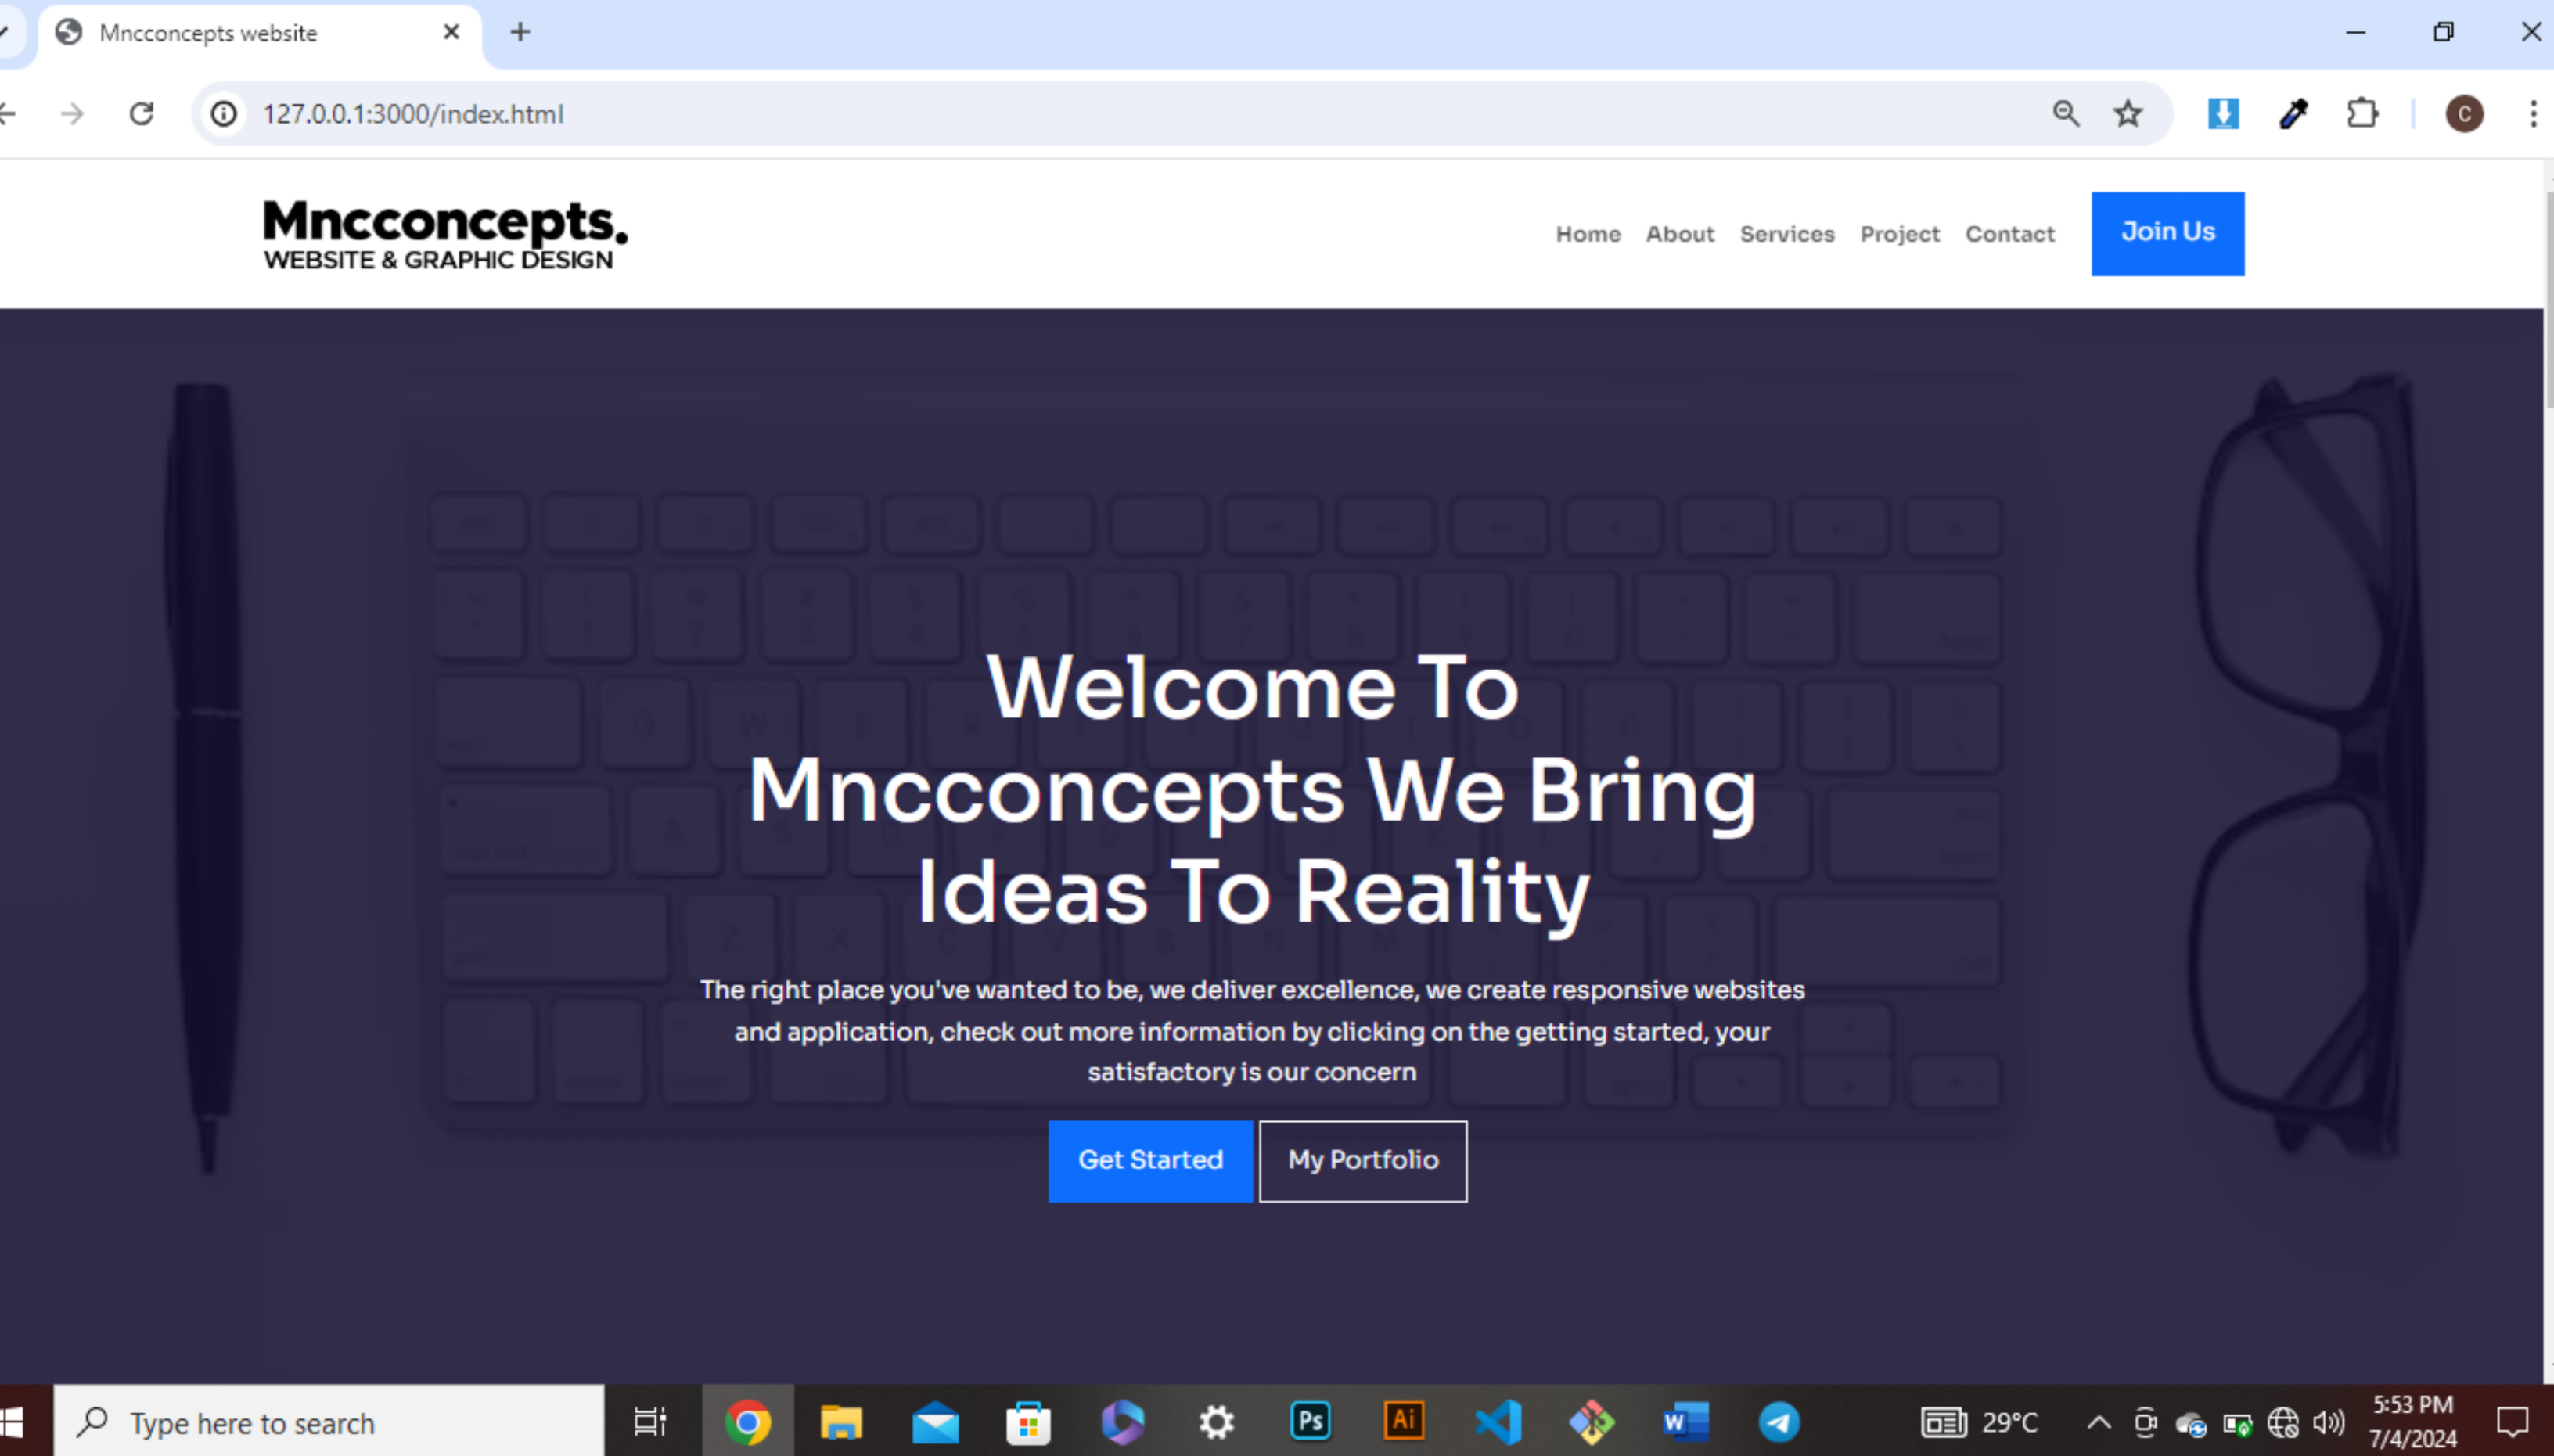 Mncconcepts website
127.0.0.1:3000/index.html
C
Mncconcepts.
WEBSITE & GRAPHIC DESIGN
Home About Services Project Contact Join Us
Welcome To
Mncconcepts We Bring
Ideas To Reality
The right place you've wanted to be, we deliver excellence, we create responsive websites
and application, check out more information by clicking on the getting started, your
satisfactory is our concern
Get Started My Portfolio
Type here to search
Ps Ai W
29°C
5:53 PM
7/4/2024